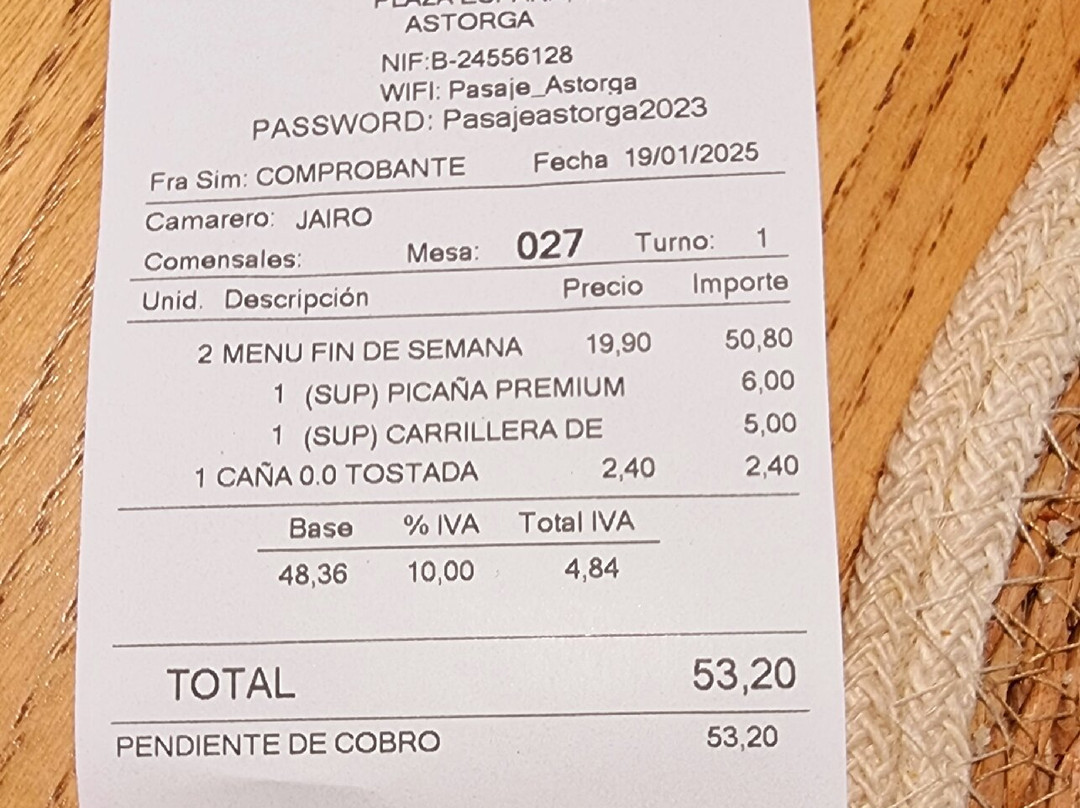 PLAZA
ASTORGA
NIF:B-24556128
WIFI: Pasaje_Astorga
PASSWORD: Pasajeastorga2023
Fra Sim: COMPROBANTE Fecha 19/01/2025
Camarero: JAIRO
Comensales: Mesa: 027 Turno: 1
Unid. Descripción Precio Importe
2 MENU FIN DE SEMANA 19,90 50,80
1 (SUP) PICAÑA PREMIUM 6,00
1 (SUP) CARRILLERA DE 5,00
1 CAÑA 0.0 TOSTADA 2,40 2,40
Base % IVA Total IVA
48,36 10,00 4,84
TOTAL 53,20
PENDIENTE DE COBRO 53,20